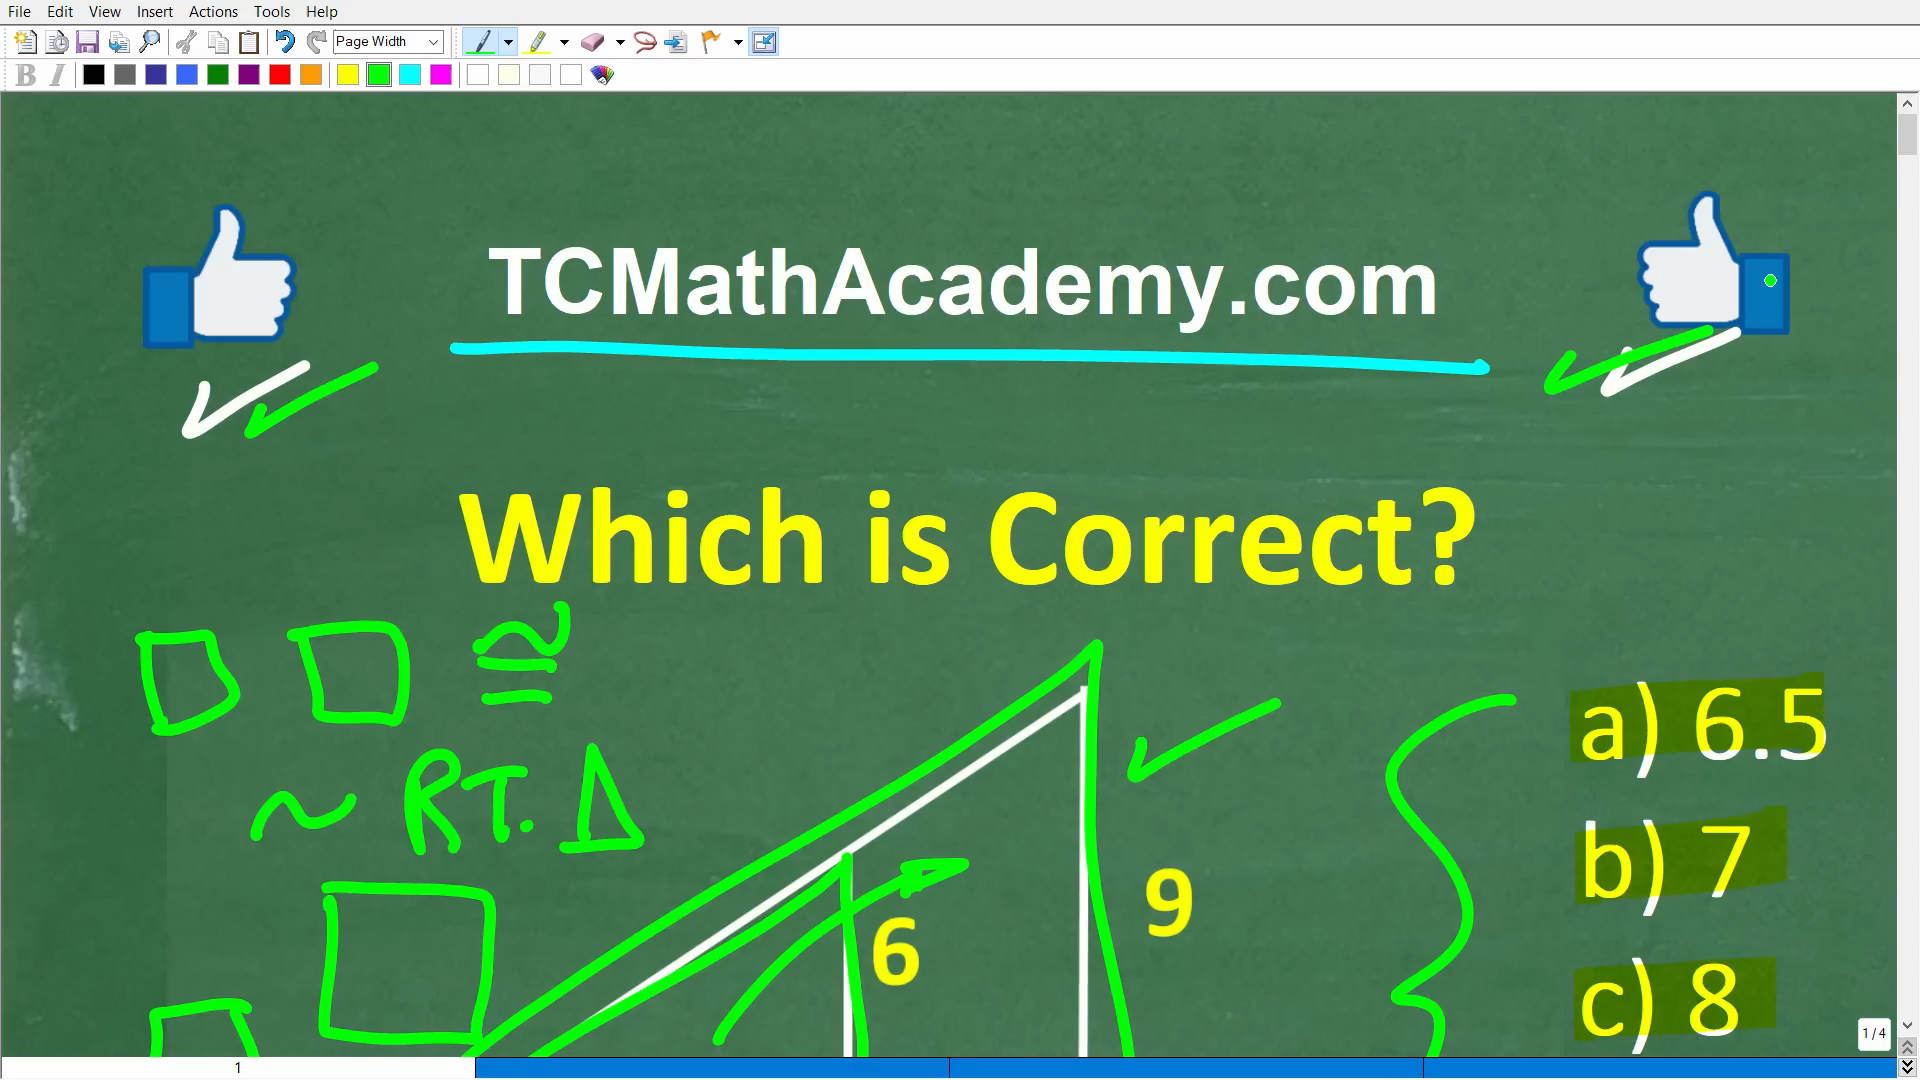 File Edit View Insert Actions Tools Help
Page Width
B I
TCMathAcademy.com
Which is Correct?
≅
=
~ RT. Δ
6
9
a) 6.5
b) 7
c) 8
1 / 4
1